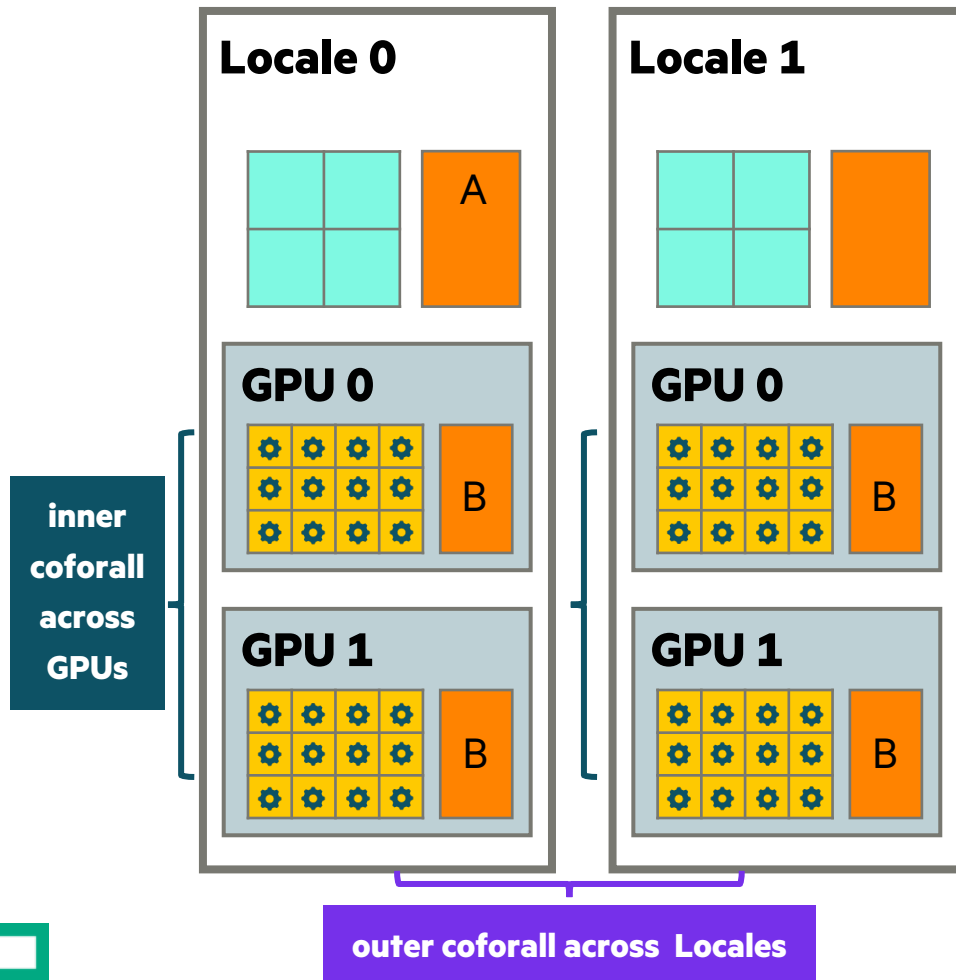 Locale 0
A
GPU 0
B
GPU 1
B
Locale 1
GPU 0
B
GPU 1
B
inner
coforall
across
GPUs
outer coforall across Locales